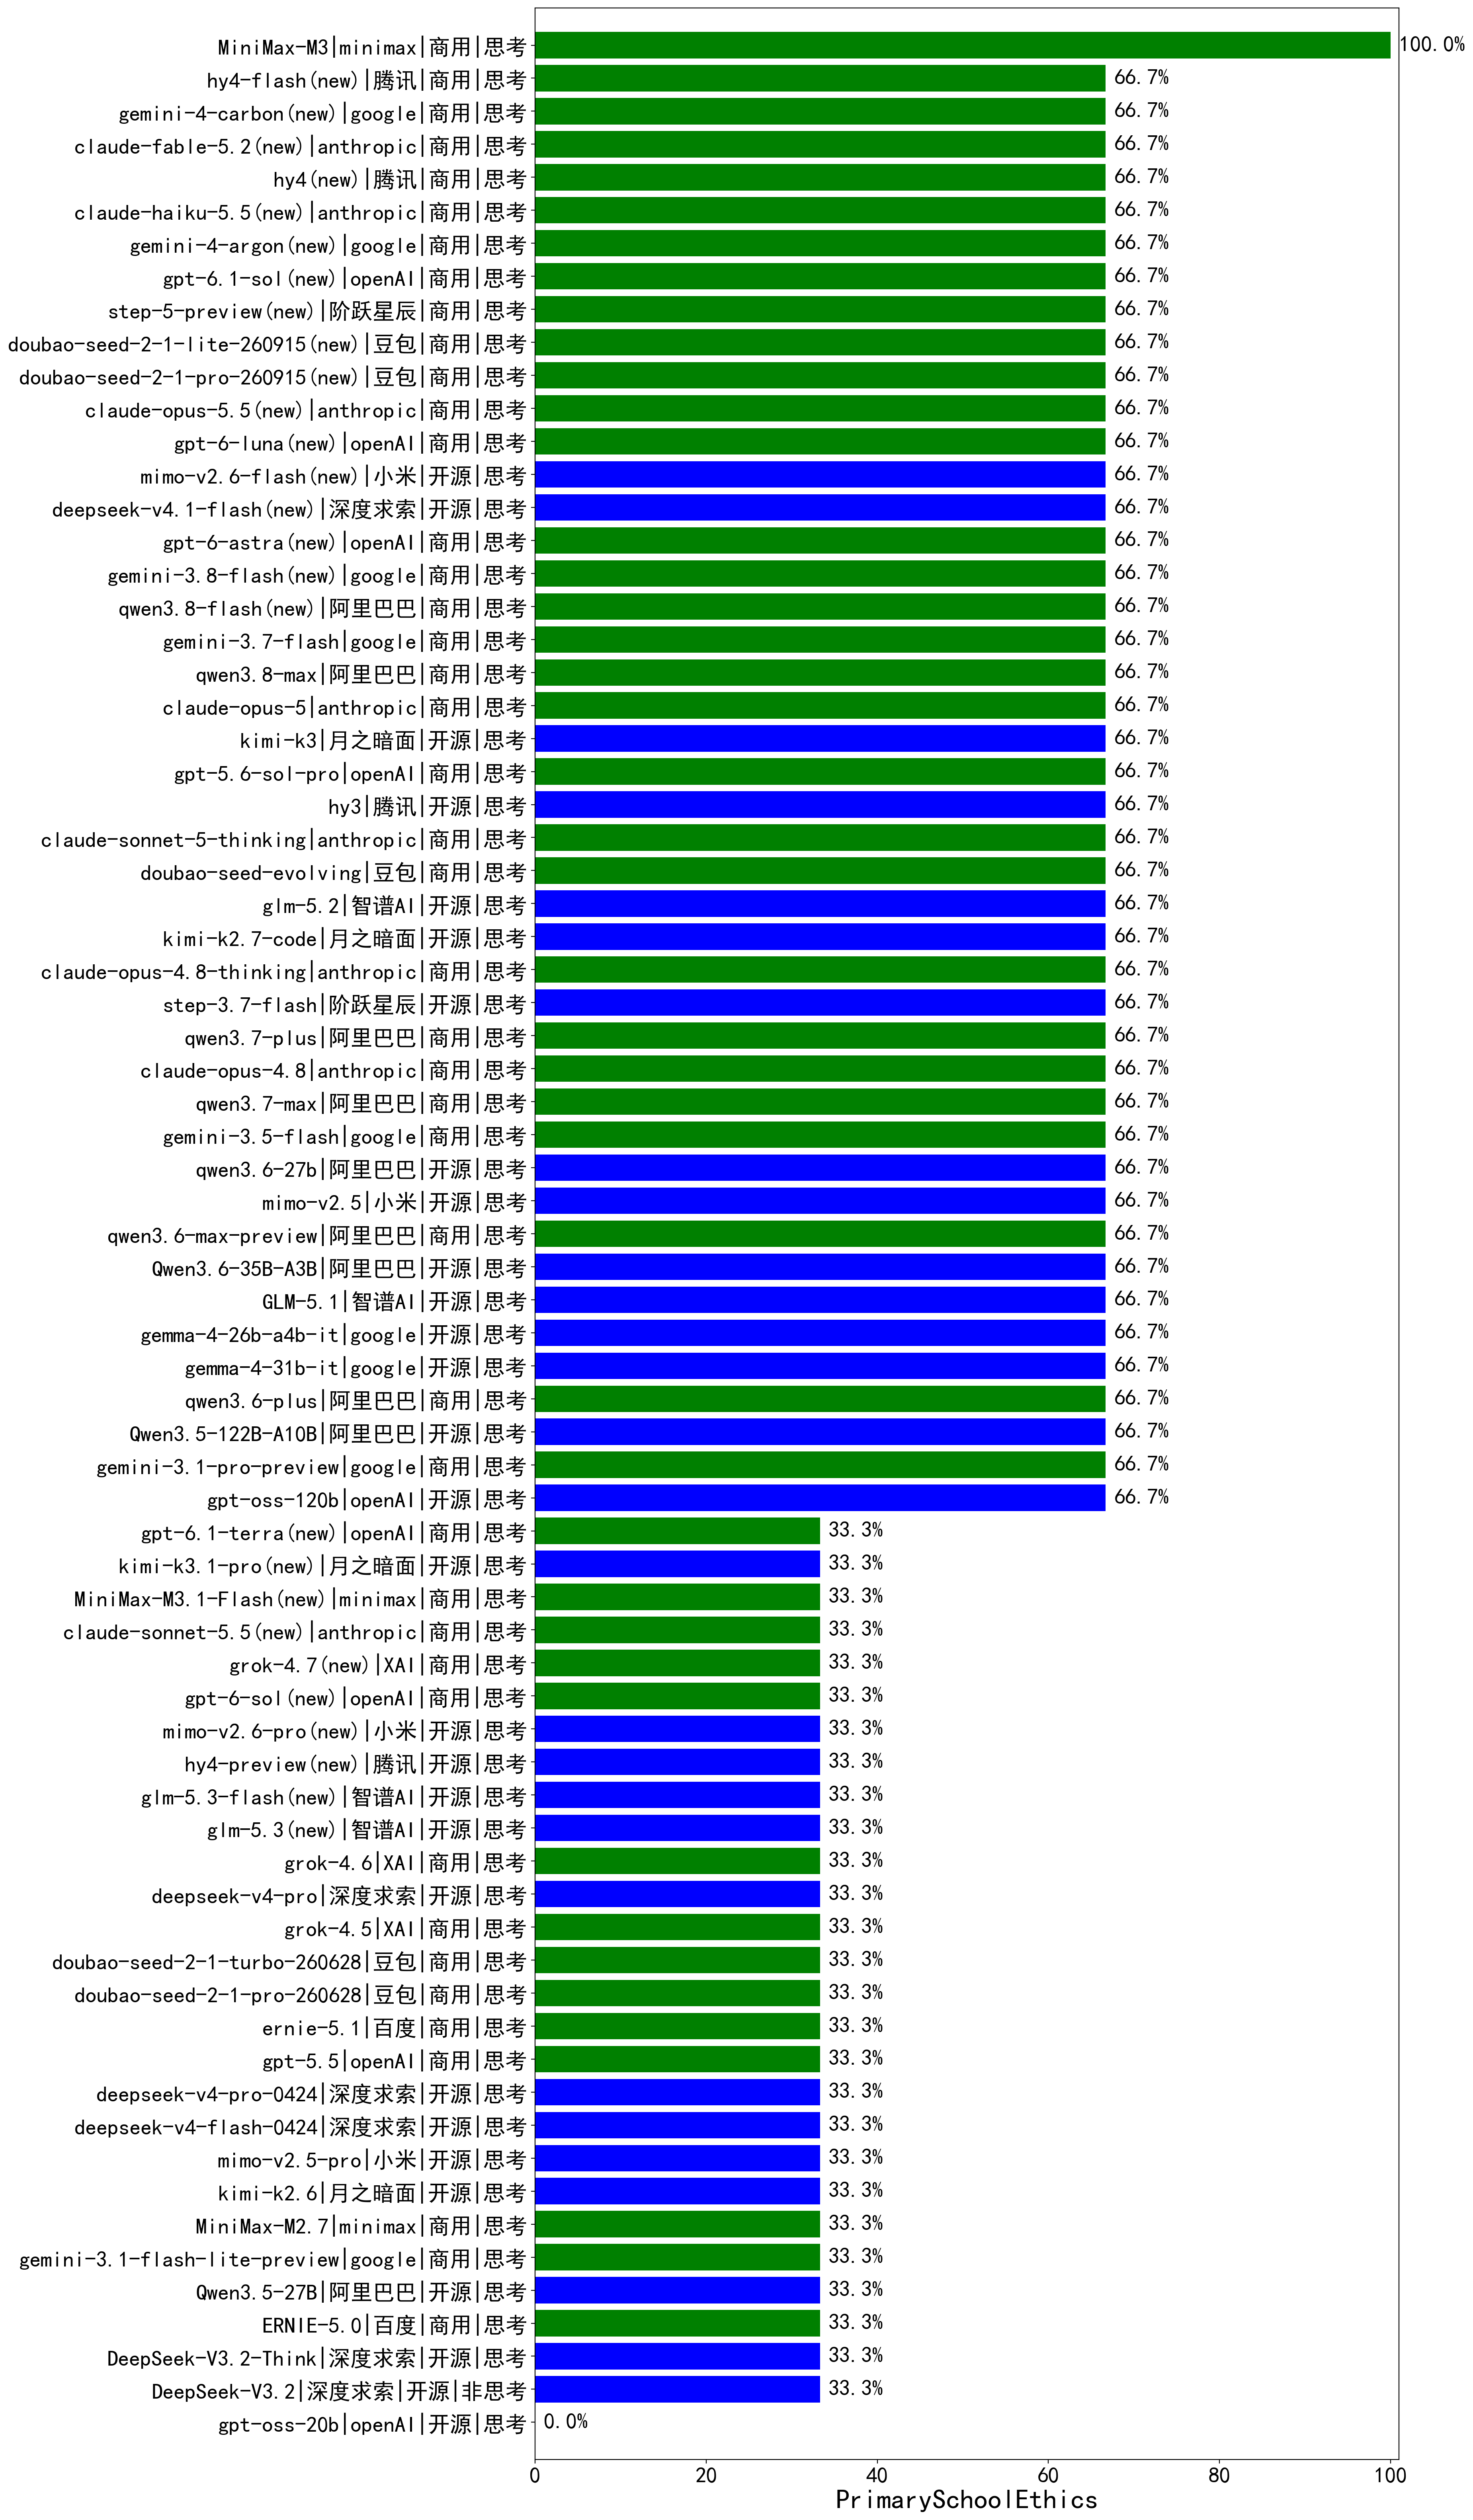 MiniMax-M3|minimax|商用|思考 100.0%
hy4-flash(new)|腾讯|商用|思考 66.7%
gemini-4-carbon(new)|google|商用|思考 66.7%
claude-fable-5.2(new)|anthropic|商用|思考 66.7%
hy4(new)|腾讯|商用|思考 66.7%
claude-haiku-5.5(new)|anthropic|商用|思考 66.7%
gemini-4-argon(new)|google|商用|思考 66.7%
gpt-6.1-sol(new)|openAI|商用|思考 66.7%
step-5-preview(new)|阶跃星辰|商用|思考 66.7%
doubao-seed-2-1-lite-260915(new)|豆包|商用|思考 66.7%
doubao-seed-2-1-pro-260915(new)|豆包|商用|思考 66.7%
claude-opus-5.5(new)|anthropic|商用|思考 66.7%
gpt-6-luna(new)|openAI|商用|思考 66.7%
mimo-v2.6-flash(new)|小米|开源|思考 66.7%
deepseek-v4.1-flash(new)|深度求索|开源|思考 66.7%
gpt-6-astra(new)|openAI|商用|思考 66.7%
gemini-3.8-flash(new)|google|商用|思考 66.7%
qwen3.8-flash(new)|阿里巴巴|商用|思考 66.7%
gemini-3.7-flash|google|商用|思考 66.7%
qwen3.8-max|阿里巴巴|商用|思考 66.7%
claude-opus-5|anthropic|商用|思考 66.7%
kimi-k3|月之暗面|开源|思考 66.7%
gpt-5.6-sol-pro|openAI|商用|思考 66.7%
hy3|腾讯|开源|思考 66.7%
claude-sonnet-5-thinking|anthropic|商用|思考 66.7%
doubao-seed-evolving|豆包|商用|思考 66.7%
glm-5.2|智谱AI|开源|思考 66.7%
kimi-k2.7-code|月之暗面|开源|思考 66.7%
claude-opus-4.8-thinking|anthropic|商用|思考 66.7%
step-3.7-flash|阶跃星辰|开源|思考 66.7%
qwen3.7-plus|阿里巴巴|商用|思考 66.7%
claude-opus-4.8|anthropic|商用|思考 66.7%
qwen3.7-max|阿里巴巴|商用|思考 66.7%
gemini-3.5-flash|google|商用|思考 66.7%
qwen3.6-27b|阿里巴巴|开源|思考 66.7%
mimo-v2.5|小米|开源|思考 66.7%
qwen3.6-max-preview|阿里巴巴|商用|思考 66.7%
Qwen3.6-35B-A3B|阿里巴巴|开源|思考 66.7%
GLM-5.1|智谱AI|开源|思考 66.7%
gemma-4-26b-a4b-it|google|开源|思考 66.7%
gemma-4-31b-it|google|开源|思考 66.7%
qwen3.6-plus|阿里巴巴|商用|思考 66.7%
Qwen3.5-122B-A10B|阿里巴巴|开源|思考 66.7%
gemini-3.1-pro-preview|google|商用|思考 66.7%
gpt-oss-120b|openAI|开源|思考 66.7%
gpt-6.1-terra(new)|openAI|商用|思考 33.3%
kimi-k3.1-pro(new)|月之暗面|开源|思考 33.3%
MiniMax-M3.1-Flash(new)|minimax|商用|思考 33.3%
claude-sonnet-5.5(new)|anthropic|商用|思考 33.3%
grok-4.7(new)|XAI|商用|思考 33.3%
gpt-6-sol(new)|openAI|商用|思考 33.3%
mimo-v2.6-pro(new)|小米|开源|思考 33.3%
hy4-preview(new)|腾讯|开源|思考 33.3%
glm-5.3-flash(new)|智谱AI|开源|思考 33.3%
glm-5.3(new)|智谱AI|开源|思考 33.3%
grok-4.6|XAI|商用|思考 33.3%
deepseek-v4-pro|深度求索|开源|思考 33.3%
grok-4.5|XAI|商用|思考 33.3%
doubao-seed-2-1-turbo-260628|豆包|商用|思考 33.3%
doubao-seed-2-1-pro-260628|豆包|商用|思考 33.3%
ernie-5.1|百度|商用|思考 33.3%
gpt-5.5|openAI|商用|思考 33.3%
deepseek-v4-pro-0424|深度求索|开源|思考 33.3%
deepseek-v4-flash-0424|深度求索|开源|思考 33.3%
mimo-v2.5-pro|小米|开源|思考 33.3%
kimi-k2.6|月之暗面|开源|思考 33.3%
MiniMax-M2.7|minimax|商用|思考 33.3%
gemini-3.1-flash-lite-preview|google|商用|思考 33.3%
Qwen3.5-27B|阿里巴巴|开源|思考 33.3%
ERNIE-5.0|百度|商用|思考 33.3%
DeepSeek-V3.2-Think|深度求索|开源|思考 33.3%
DeepSeek-V3.2|深度求索|开源|非思考 33.3%
gpt-oss-20b|openAI|开源|思考 0.0%
0 20 40 60 80 100
PrimarySchoolEthics